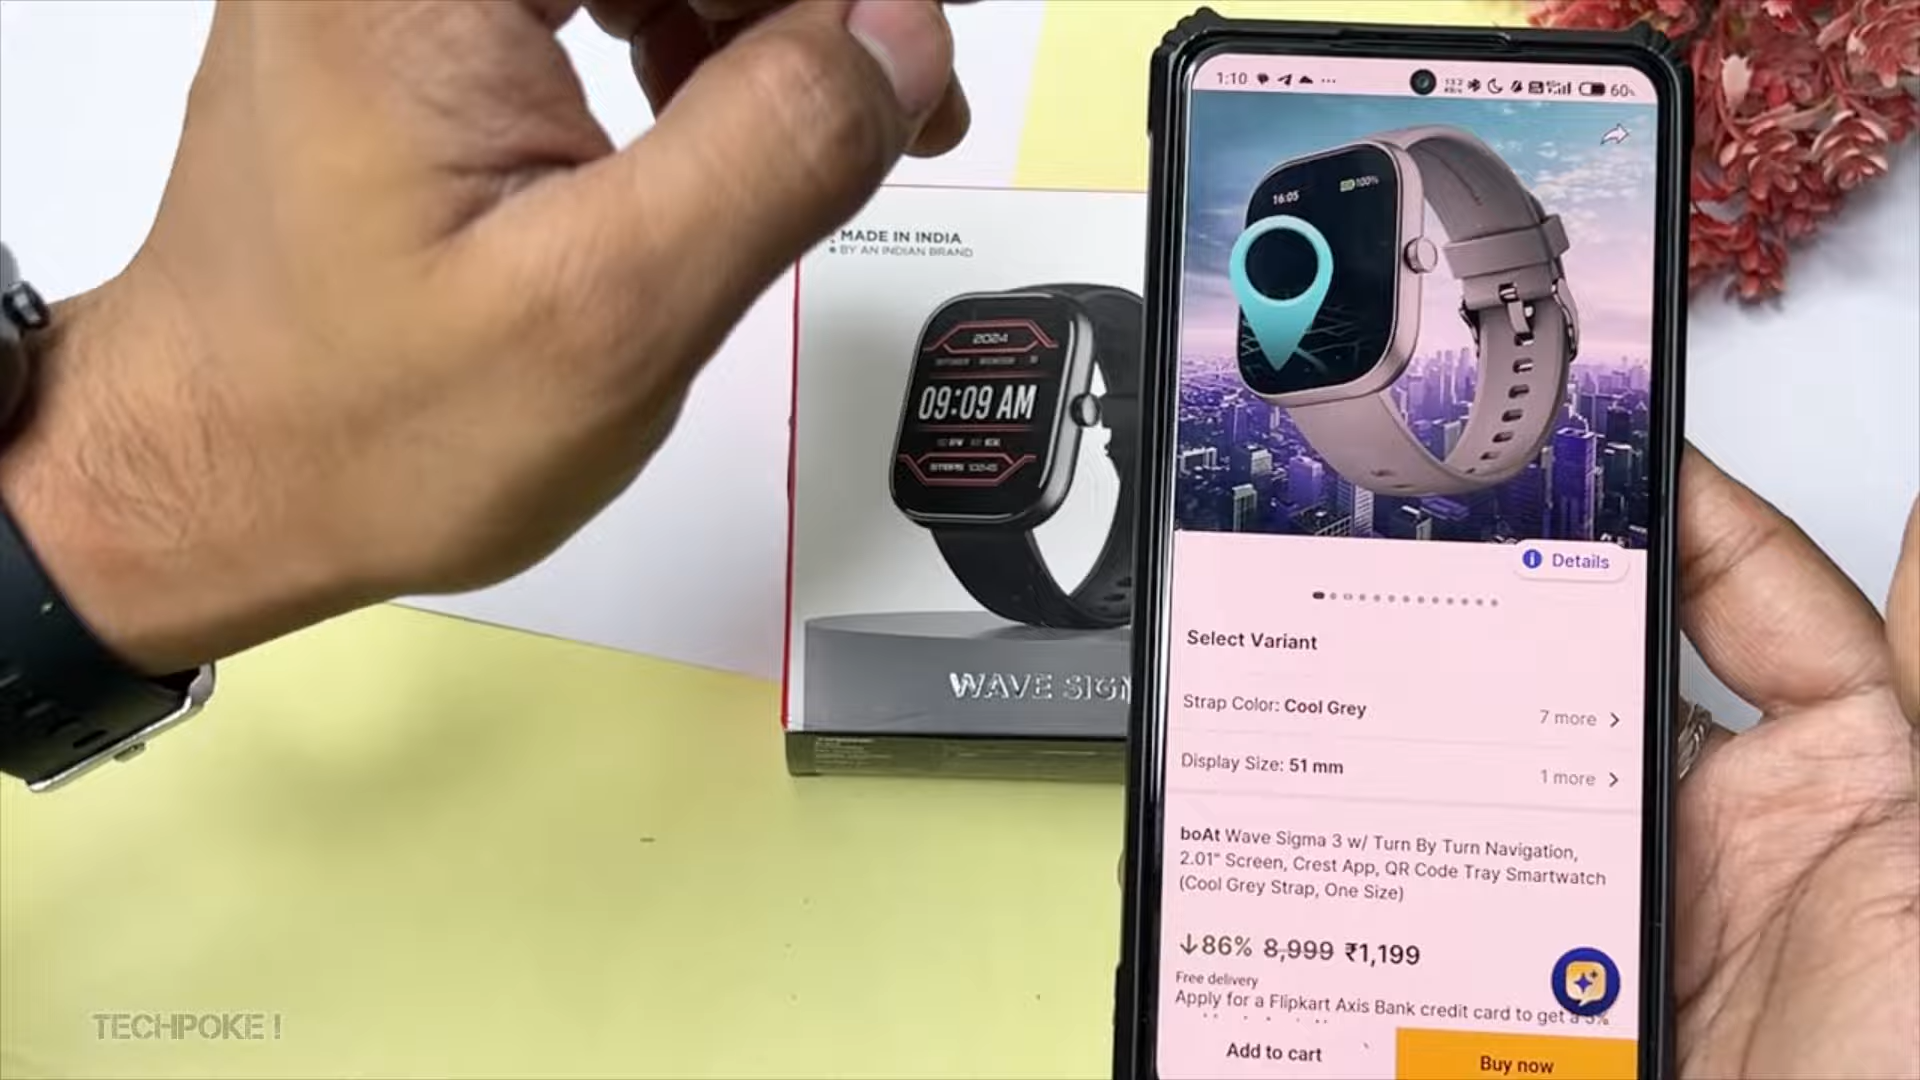 MADE IN INDIA
BY AN INDIAN BRAND
2024
09:09 AM
STEPS
WAVE SIG
1:10
60%
16:05
100%
Details
Select Variant
Strap Color: Cool Grey
7 more
Display Size: 51 mm
1 more
boAt Wave Sigma 3 w/ Turn By Turn Navigation,
2.01" Screen, Crest App, QR Code Tray Smartwatch
(Cool Grey Strap, One Size)
↓86% 8,999 ₹1,199
Free delivery
Apply for a Flipkart Axis Bank credit card to get a 5%
Add to cart
Buy now
TECHPOKE !